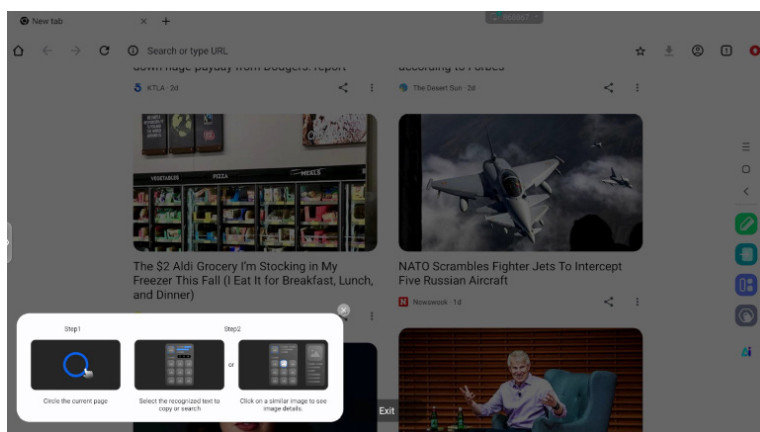 New tab
868867
Search or type URL
down huge payday from Dodgers: report
according to Forbes
KTLA · 2d
The Desert Sun · 2d
VEGETABLES
PIZZA
MEALS
The $2 Aldi Grocery I'm Stocking in My
Freezer This Fall (I Eat It for Breakfast, Lunch,
and Dinner)
NATO Scrambles Fighter Jets To Intercept
Five Russian Aircraft
N
Newsweek · 1d
Step1
Step2
or
Circle the current page
Select the recognized text to
copy or search
Click on a similar image to see
image details.
Exit
Ai